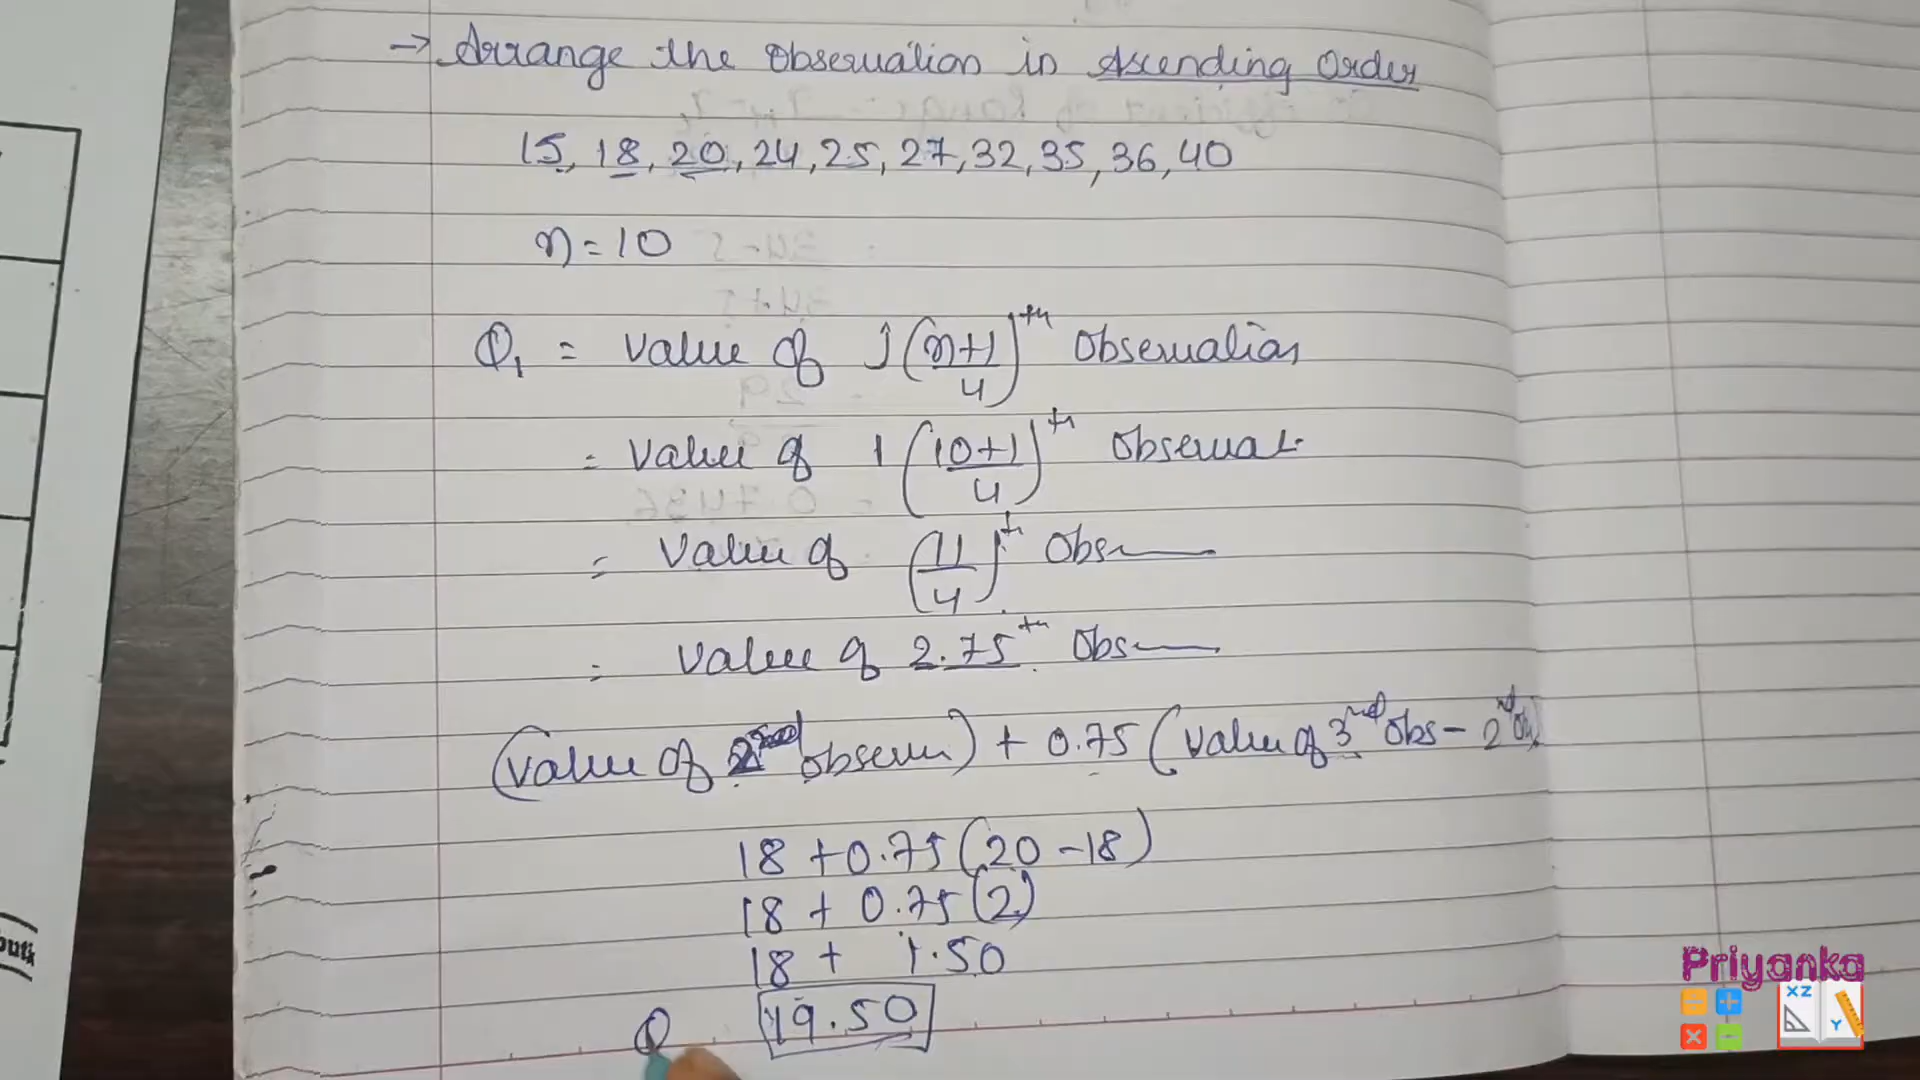 → Arrange the Observation in Ascending Order
15, 18, 20, 24, 25, 27, 32, 35, 36, 40
n = 10
Q₁ = Value of J((n+1)/4)ᵗʰ Observation
= Value of 1((10+1)/4)ᵗʰ Observat.
= Value of (11/4)ᵗʰ Obs
= Value of 2.75ᵗʰ Obs
(Value of 2ⁿᵈ observn) + 0.75 (Value of 3ⁿᵈ Obs - 2ⁿᵈ Obs)
18 + 0.75 (20 - 18)
18 + 0.75 (2)
18 + 1.50
Q 19.50
Priyanka
XZ
Y